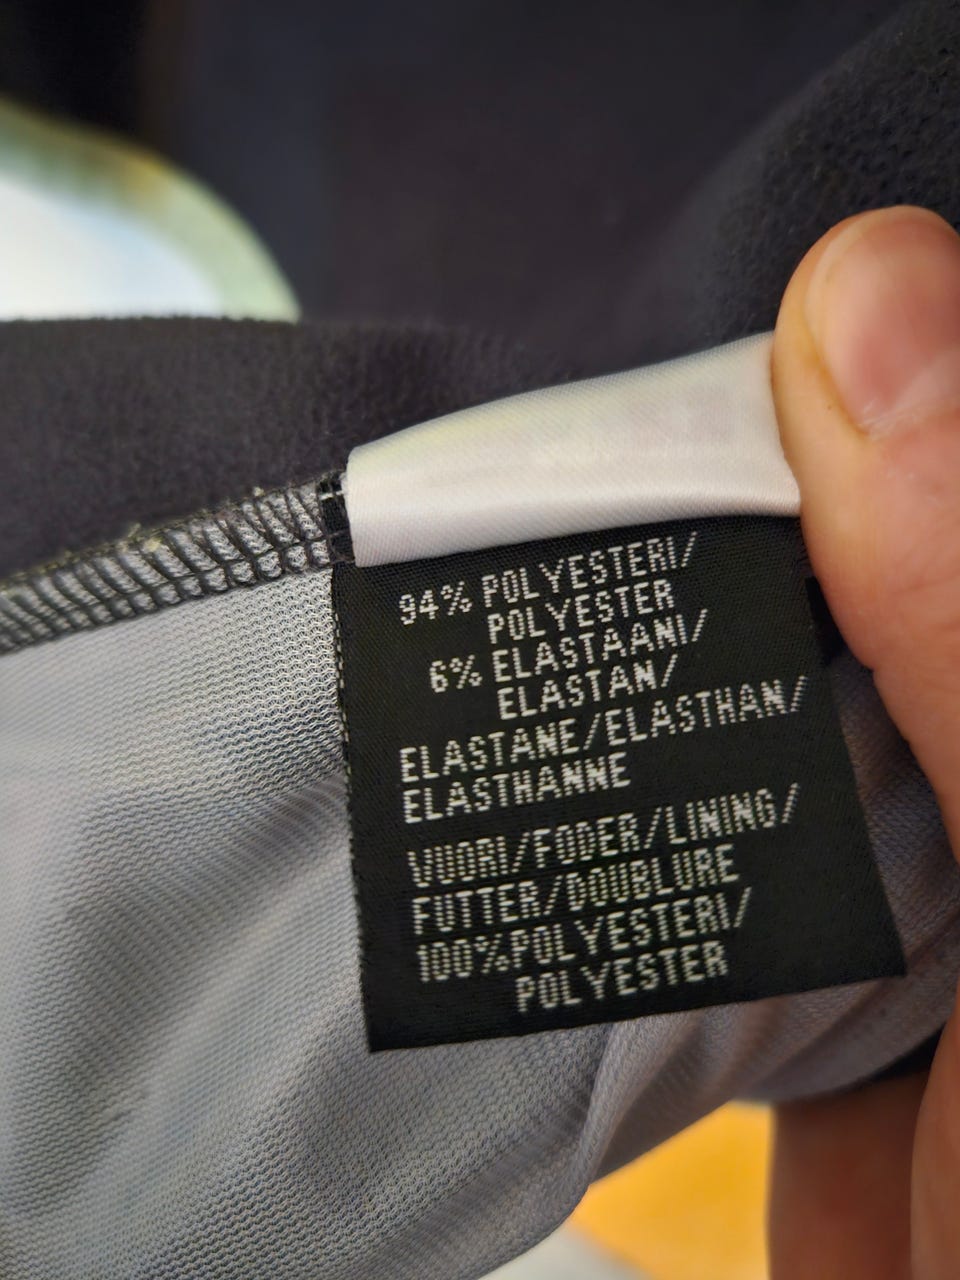 94% POLYESTERI/
POLYESTER
6% ELASTAANI/
ELASTAN/
ELASTANE/ELASTHAN/
ELASTHANNE
VUORI/FODER/LINING/
FUTTER/DOUBLURE
100%POLYESTERI/
POLYESTER